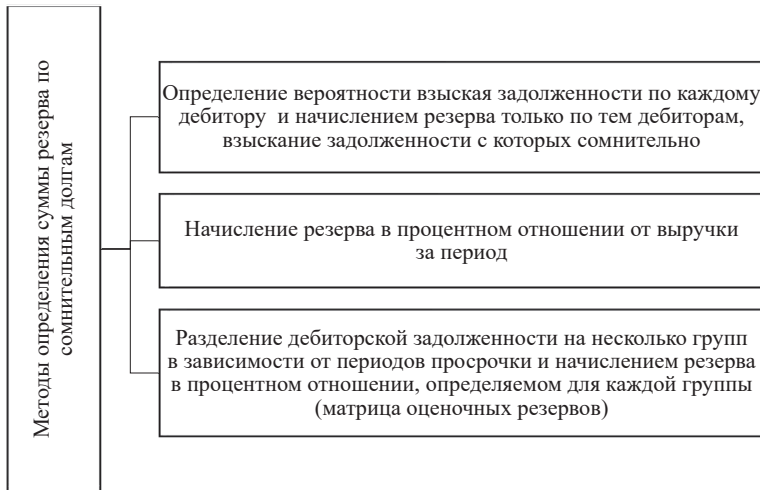 Методы определения суммы резерва по
сомнительным долгам
Определение вероятности взыская задолженности по каждому
дебитору и начислением резерва только по тем дебиторам,
взыскание задолженности с которых сомнительно
Начисление резерва в процентном отношении от выручки
за период
Разделение дебиторской задолженности на несколько групп
в зависимости от периодов просрочки и начислением резерва
в процентном отношении, определяемом для каждой группы
(матрица оценочных резервов)